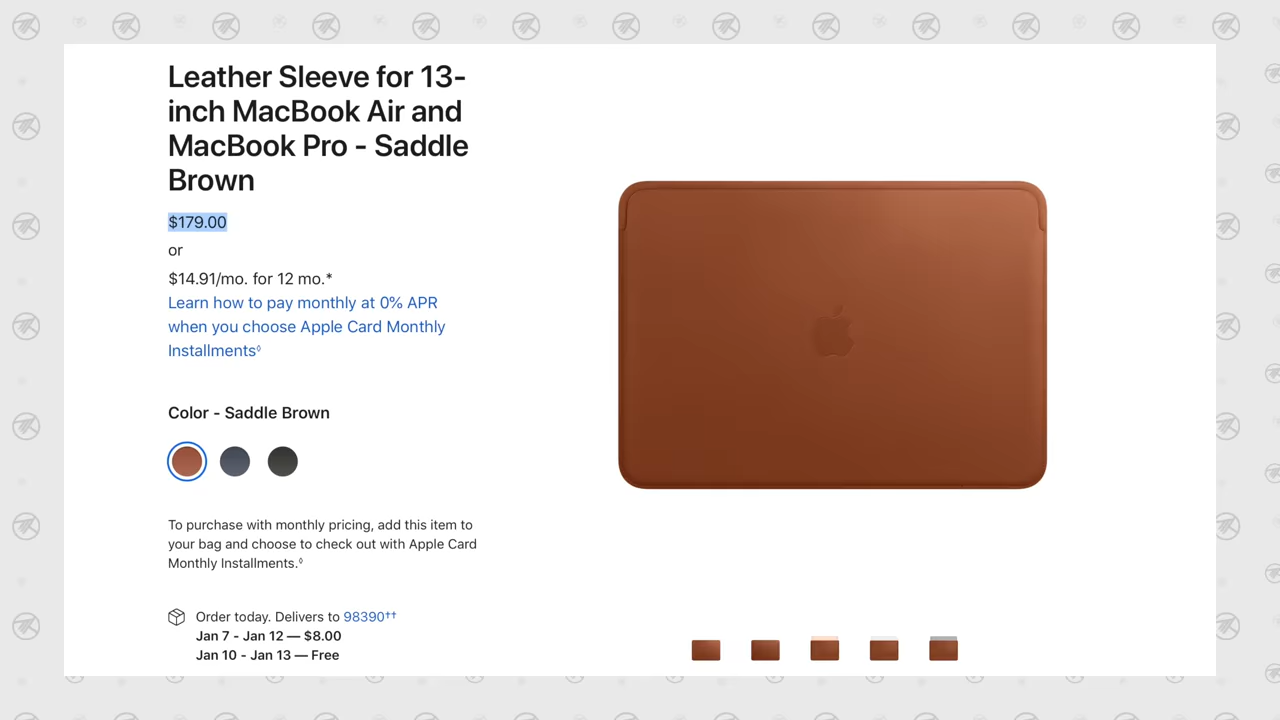 Leather Sleeve for 13-
inch MacBook Air and
MacBook Pro - Saddle
Brown
$179.00
or
$14.91/mo. for 12 mo.*
Learn how to pay monthly at 0% APR
when you choose Apple Card Monthly
Installments◊
Color - Saddle Brown
To purchase with monthly pricing, add this item to
your bag and choose to check out with Apple Card
Monthly Installments.◊
Order today. Delivers to 98390††
Jan 7 - Jan 12 — $8.00
Jan 10 - Jan 13 — Free